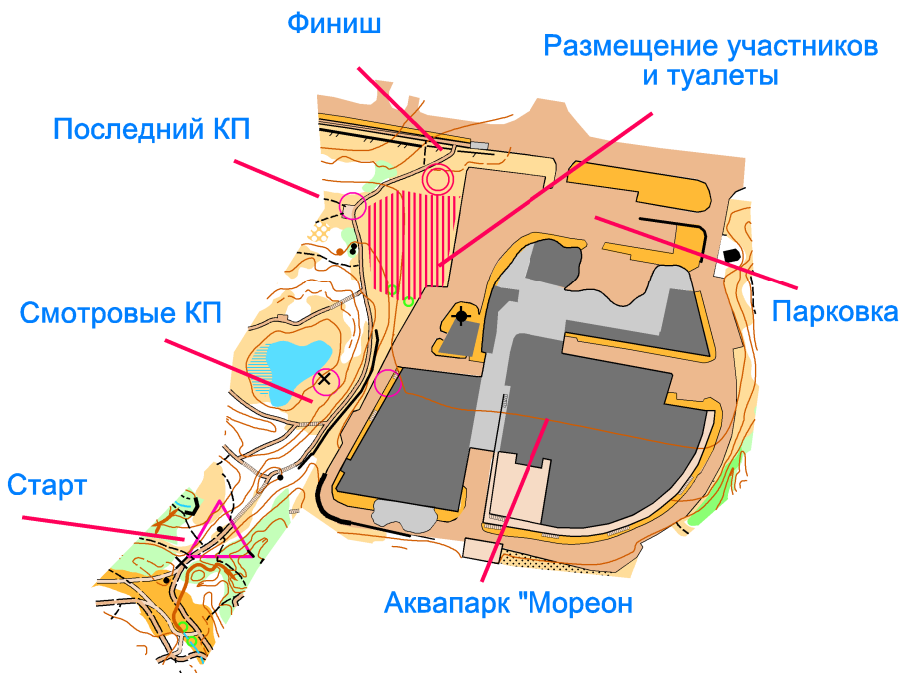 Финиш
Размещение участников
и туалеты
Последний КП
Смотровые КП
Парковка
Старт
Аквапарк "Мореон